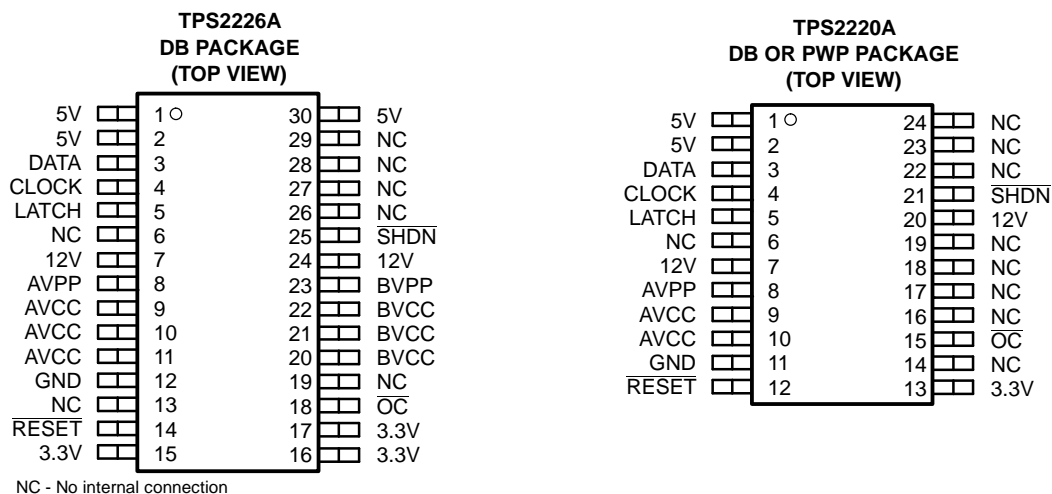 TPS2226A
DB PACKAGE
(TOP VIEW)
5V 1 30 5V
5V 2 29 NC
DATA 3 28 NC
CLOCK 4 27 NC
LATCH 5 26 NC
NC 6 25 SHDN
12V 7 24 12V
AVPP 8 23 BVPP
AVCC 9 22 BVCC
AVCC 10 21 BVCC
AVCC 11 20 BVCC
GND 12 19 NC
NC 13 18 OC
RESET 14 17 3.3V
3.3V 15 16 3.3V
NC - No internal connection
TPS2220A
DB OR PWP PACKAGE
(TOP VIEW)
5V 1 24 NC
5V 2 23 NC
DATA 3 22 NC
CLOCK 4 21 SHDN
LATCH 5 20 12V
NC 6 19 NC
12V 7 18 NC
AVPP 8 17 NC
AVCC 9 16 NC
AVCC 10 15 OC
GND 11 14 NC
RESET 12 13 3.3V